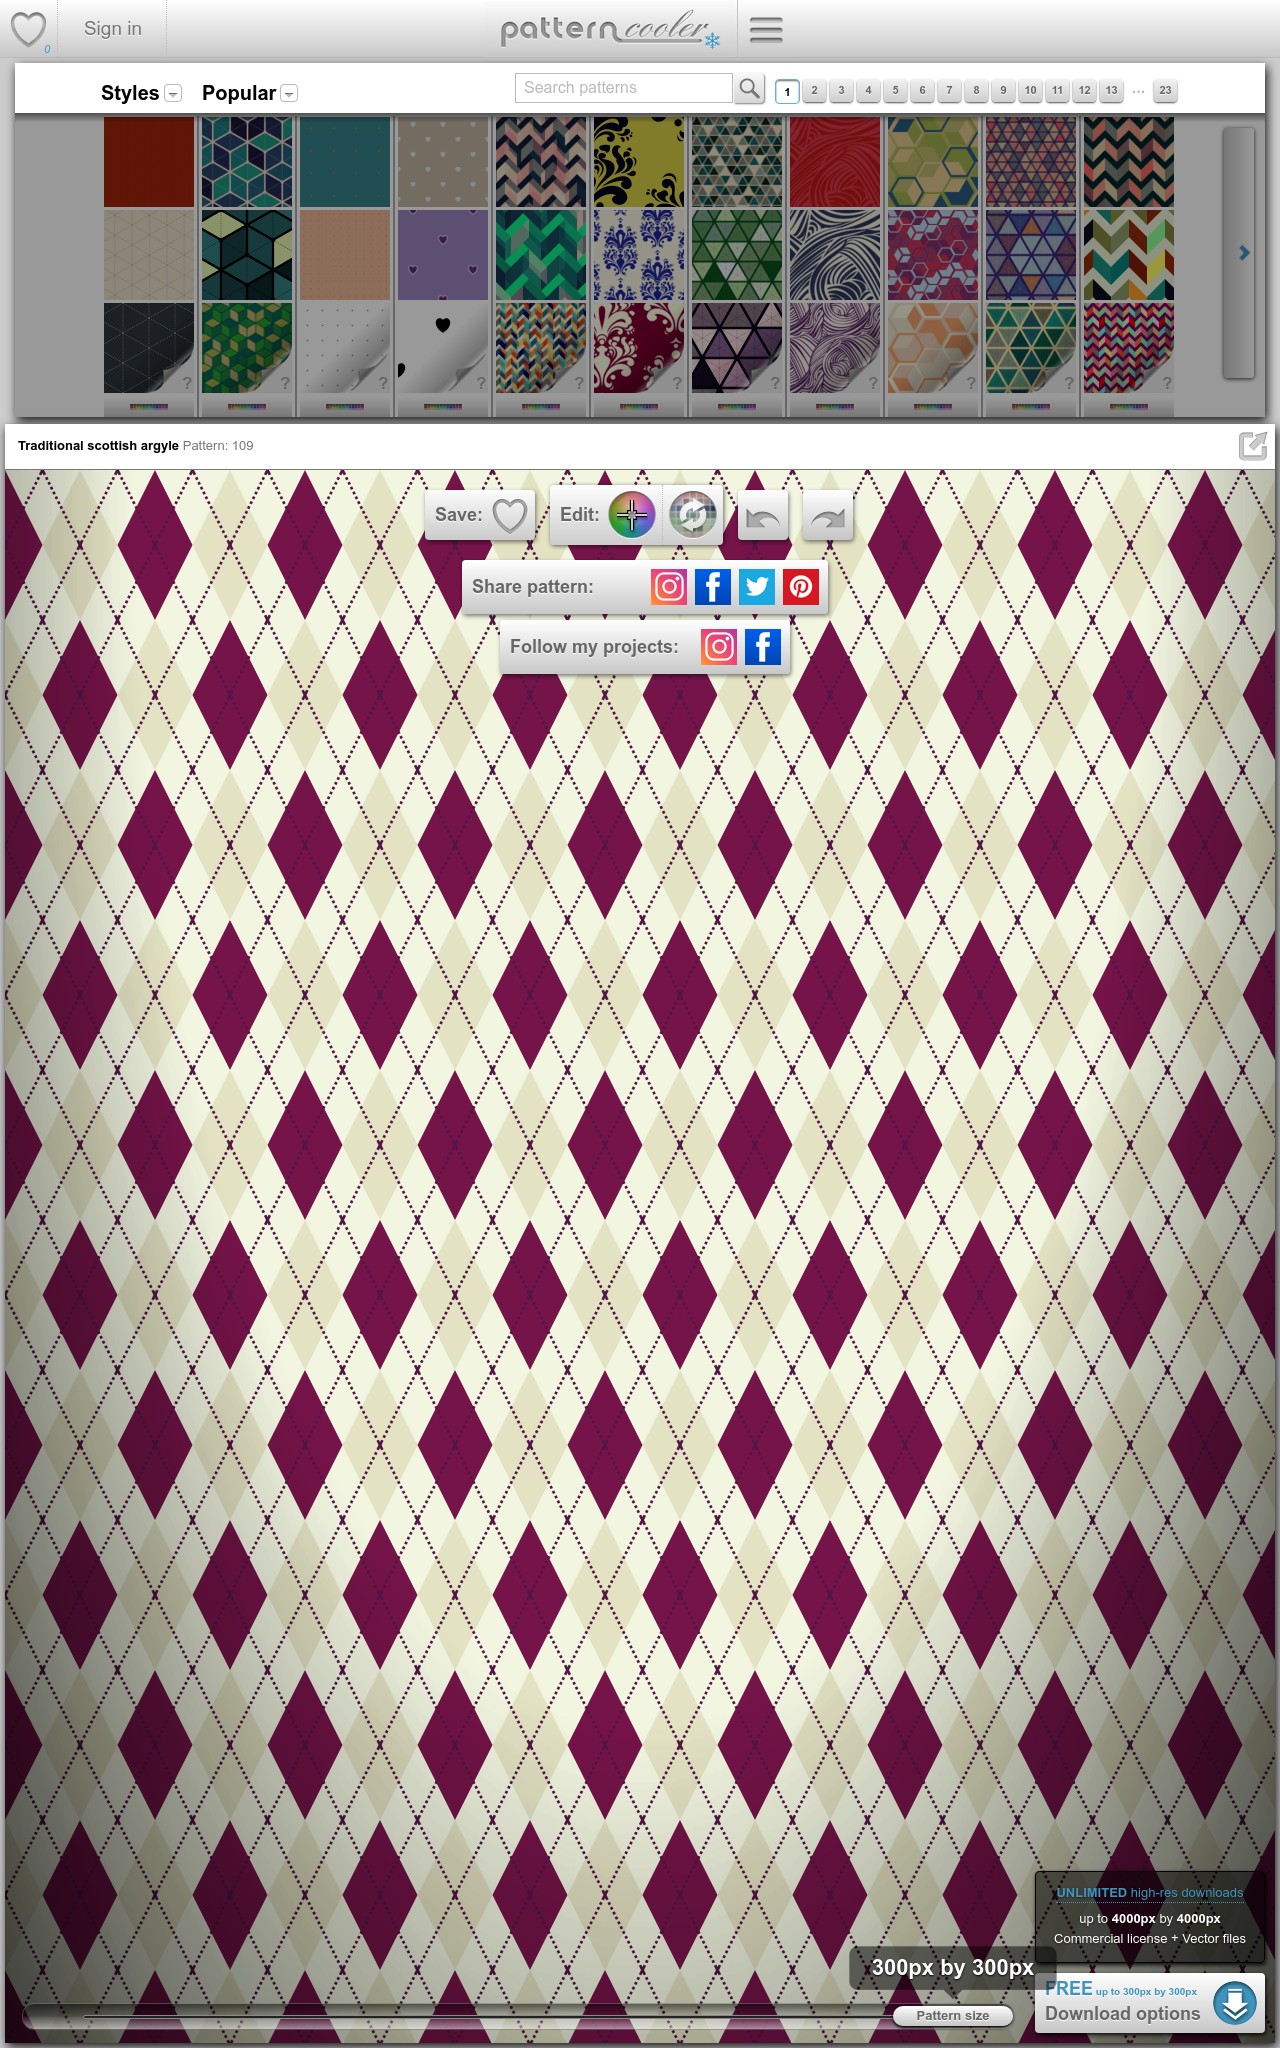 0
Sign in
patterncooler
Styles
Popular
Search patterns
1 2 3 4 5 6 7 8 9 10 11 12 13 ... 23
? ? ? ? ? ? ? ? ? ? ?
Traditional scottish argyle Pattern: 109
Save:
Edit:
Share pattern:
Follow my projects:
UNLIMITED high-res downloads
up to 4000px by 4000px
Commercial license + Vector files
300px by 300px
FREE up to 300px by 300px
Download options
Pattern size